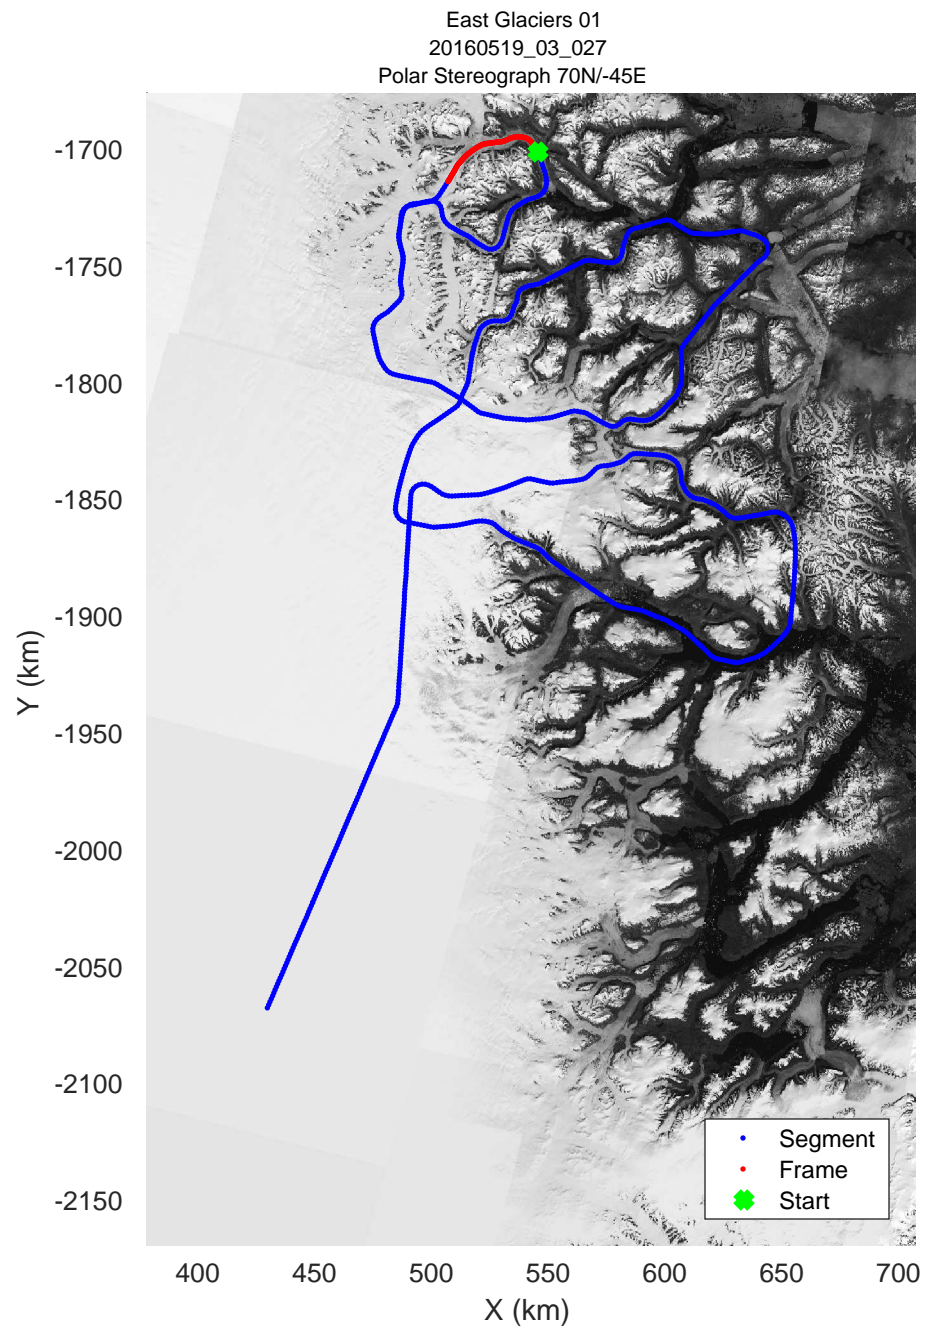 East Glaciers 01
20160519_03_027
Polar Stereograph 70N/-45E
-1700
-1750
-1800
-1850
-1900
-1950
-2000
-2050
-2100
-2150
Y (km)
Segment
Frame
Start
400 450 500 550 600 650 700
X (km)